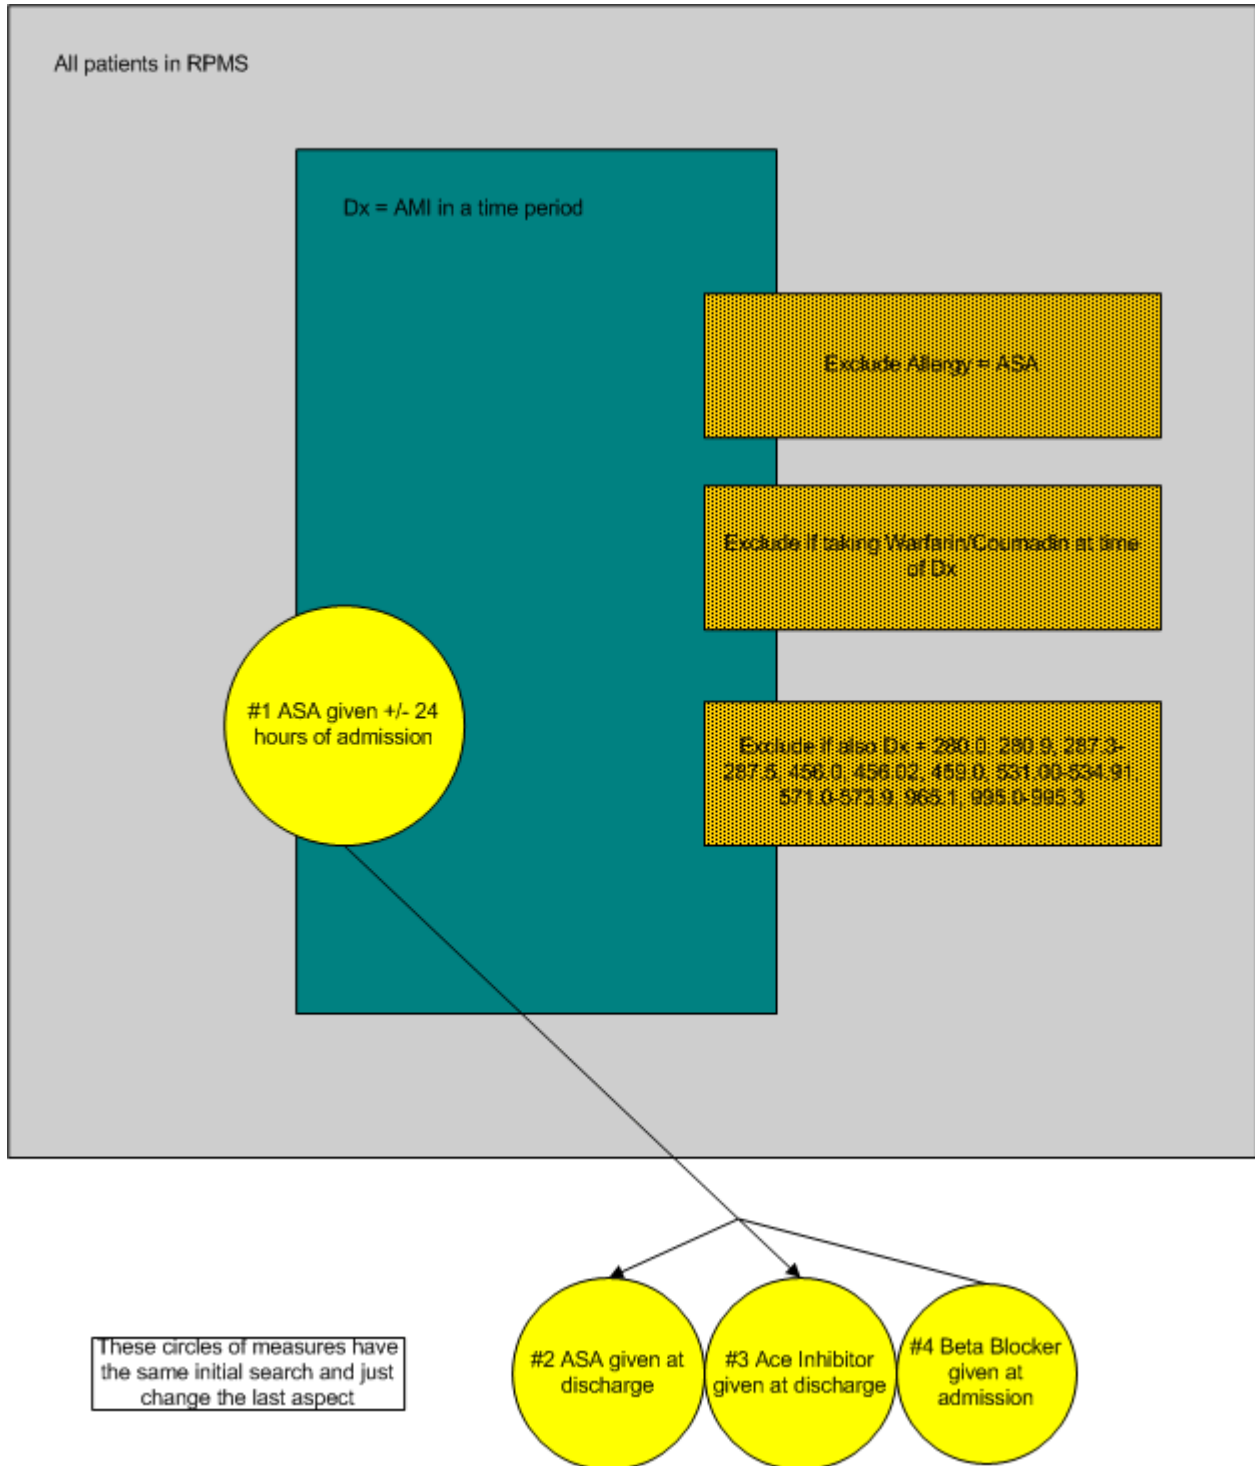 All patients in RPMS
Dx = AMI in a time period
Exclude Allergy = ASA
Exclude if taking Warfarin/Coumadin at time
of Dx
#1 ASA given +/- 24
hours of admission
Exclude if also Dx = 280.0, 280.9, 287.3-
287.5, 456.0, 456.02, 459.0, 531.00-534.91,
571.0-573.9, 965.1, 995.0-995.3
These circles of measures have
the same initial search and just
change the last aspect
#2 ASA given at
discharge
#3 Ace Inhibitor
given at discharge
#4 Beta Blocker
given at
admission